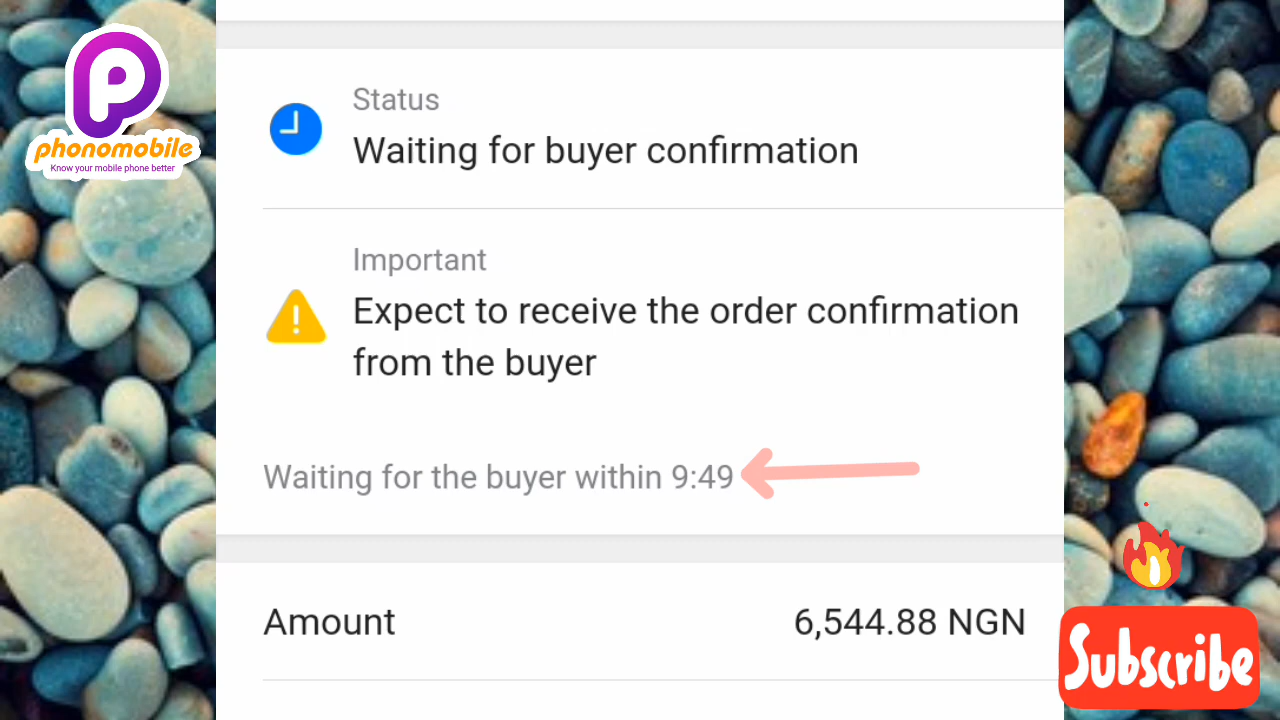 phonomobile
Know your mobile phone better
Status
Waiting for buyer confirmation
Important
Expect to receive the order confirmation
from the buyer
Waiting for the buyer within 9:49
Amount 6,544.88 NGN
Subscribe